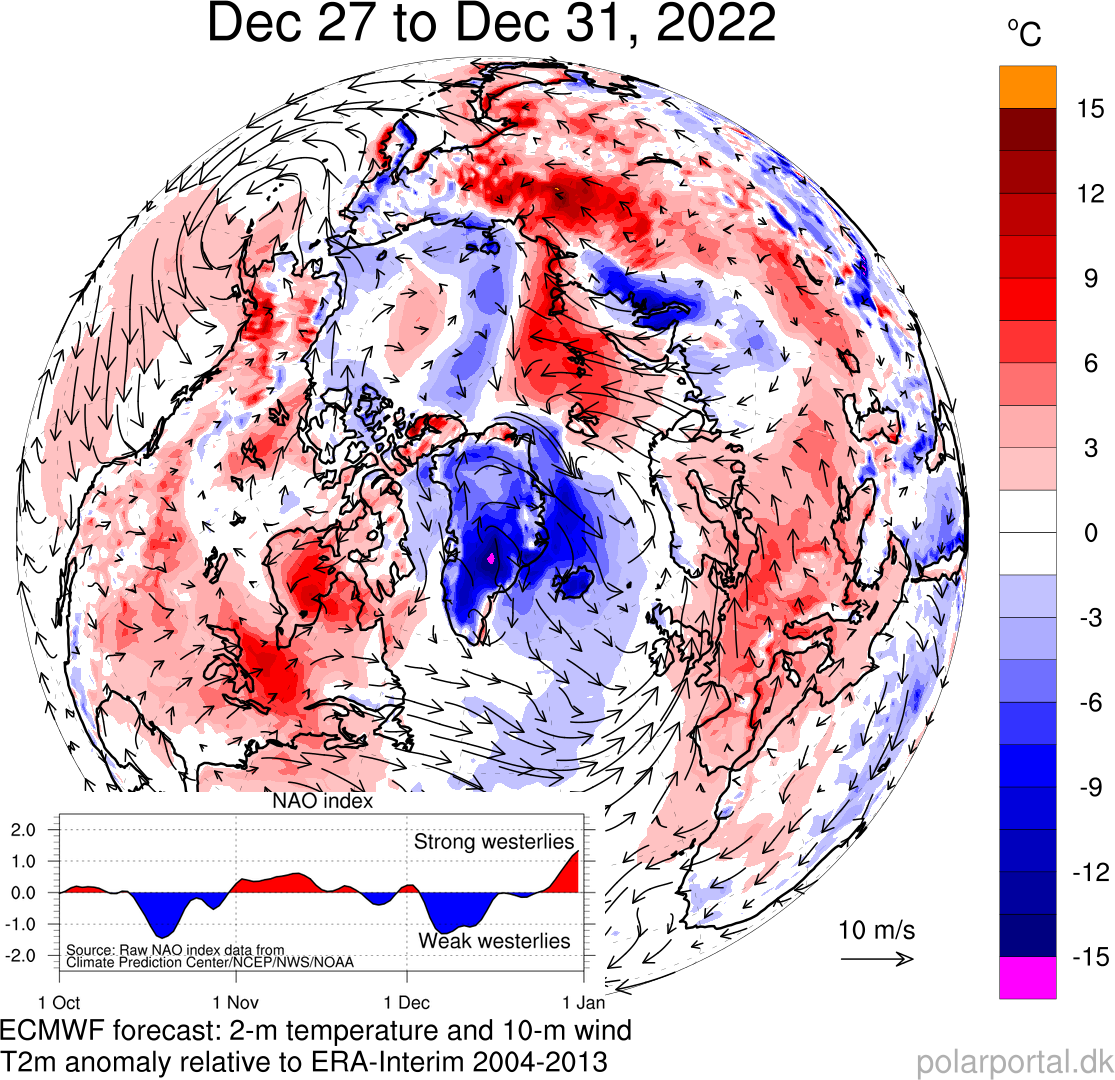 Dec 27 to Dec 31, 2022
°C
15
12
9
6
3
0
-3
-6
-9
-12
-15
10 m/s
NAO index
2.0
1.0
0.0
-1.0
-2.0
Strong westerlies
Weak westerlies
Source: Raw NAO index data from
Climate Prediction Center/NCEP/NWS/NOAA
1 Oct 1 Nov 1 Dec 1 Jan
ECMWF forecast: 2-m temperature and 10-m wind
T2m anomaly relative to ERA-Interim 2004-2013
polarportal.dk